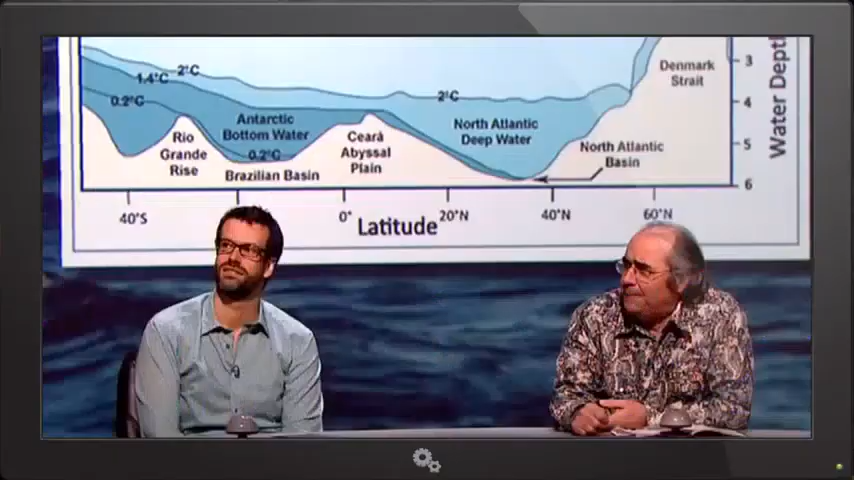 3
Denmark
Strait
2°C
1.4°C
2°C
0.2°C
4
Antarctic
Bottom Water
North Atlantic
Deep Water
Rio
Grande
Rise
Ceará
Abyssal
Plain
5
North Atlantic
Basin
0.2°C
Brazilian Basin
6
Water Depth
40°S
0°
20°N
40°N
60°N
Latitude